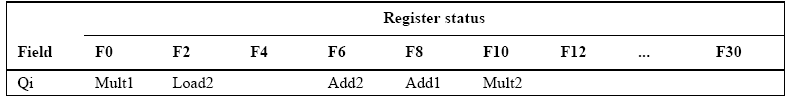 Register status
Field F0 F2 F4 F6 F8 F10 F12 ... F30
Qi Mult1 Load2 Add2 Add1 Mult2